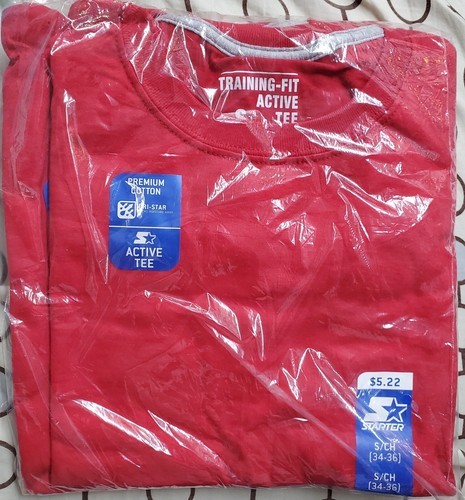 TRAINING-FIT
ACTIVE
TEE
PREMIUM
COTTON
TRI-STAR
ACTIVE
TEE
$5.22
STARTER
S/CH
(34-36)
S/CH
(34-36)